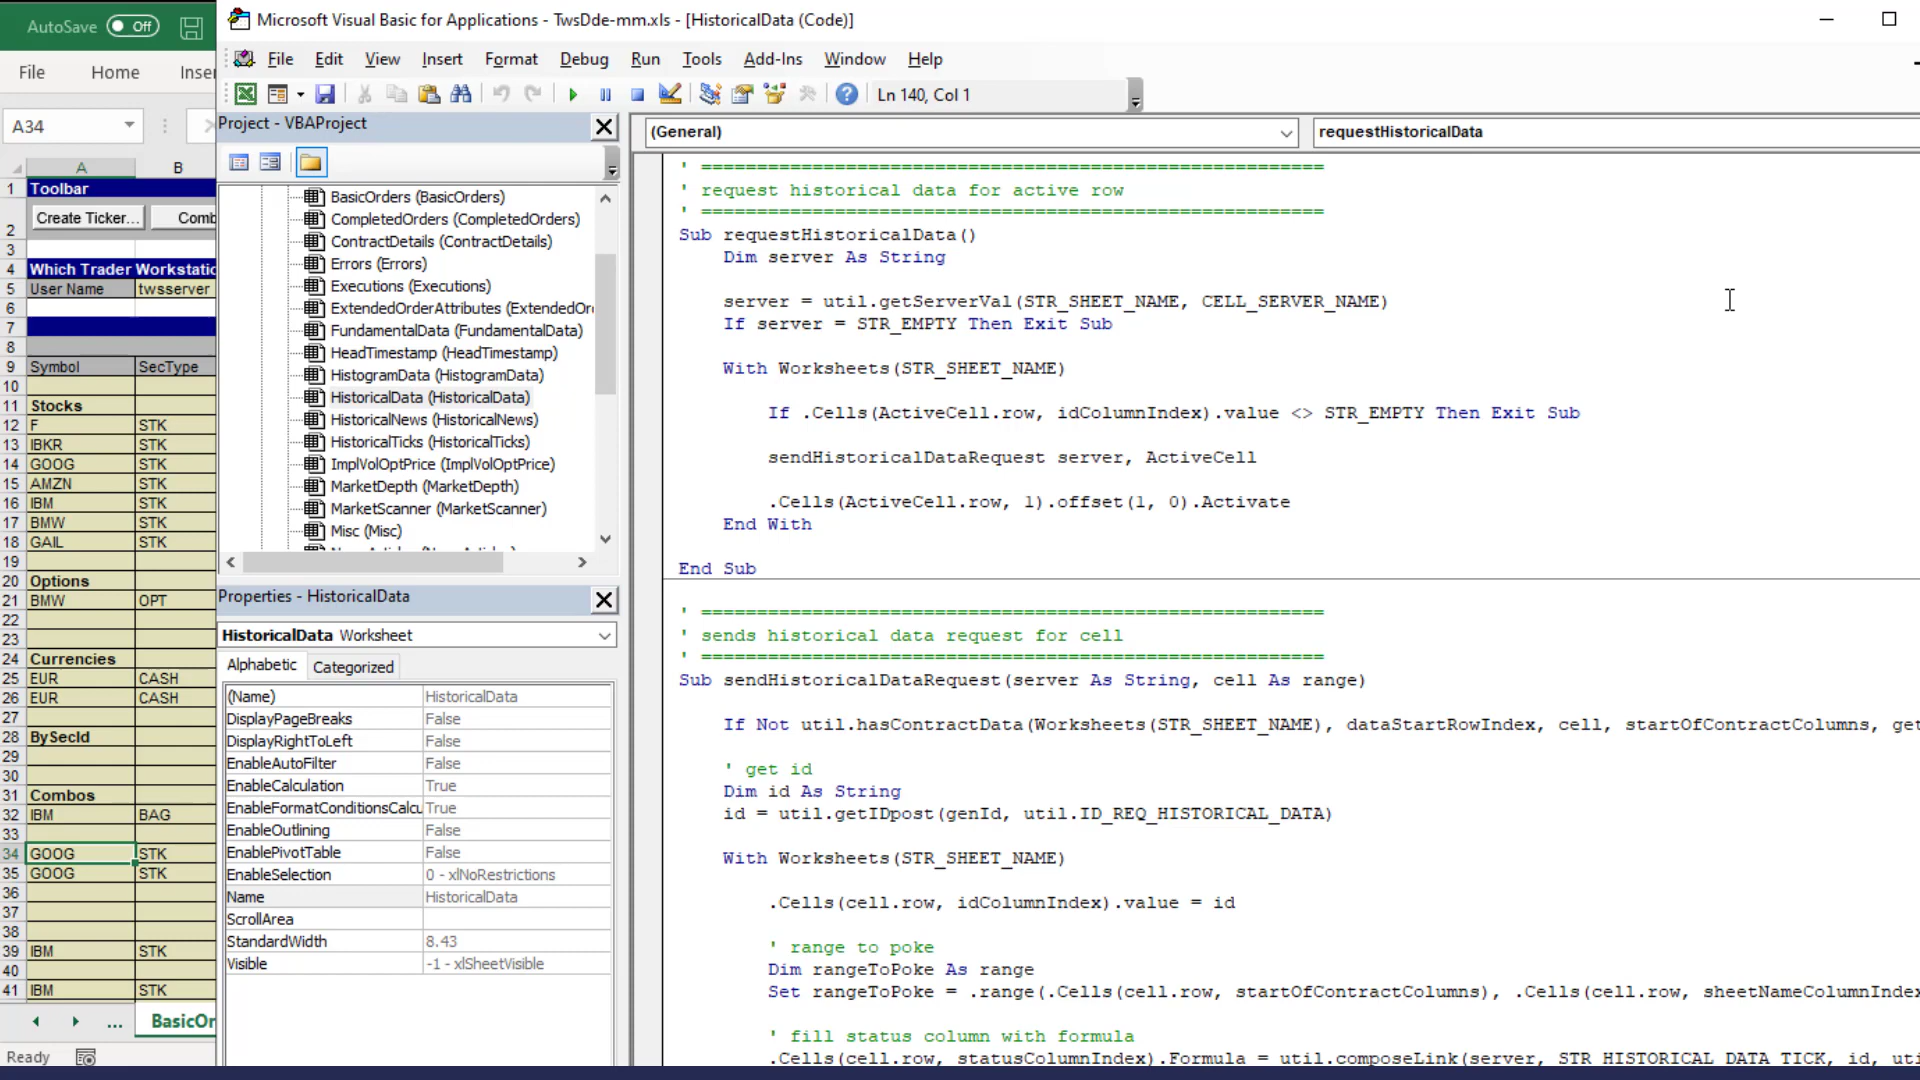 AutoSave Off
File Home Inser
A34
A B
1 Toolbar
2 Create Ticker... Comb
3
4 Which Trader Workstatic
5 User Name twsserver
6
7
8
9 Symbol SecType
10
11 Stocks
12 F STK
13 IBKR STK
14 GOOG STK
15 AMZN STK
16 IBM STK
17 BMW STK
18 GAIL STK
19
20 Options
21 BMW OPT
22
23
24 Currencies
25 EUR CASH
26 EUR CASH
27
28 BySecId
29
30
31 Combos
32 IBM BAG
33
34 GOOG STK
35 GOOG STK
36
37
38
39 IBM STK
40
41 IBM STK
... BasicOr
Ready
Microsoft Visual Basic for Applications - TwsDde-mm.xls - [HistoricalData (Code)]
File Edit View Insert Format Debug Run Tools Add-Ins Window Help
Ln 140, Col 1
Project - VBAProject
BasicOrders (BasicOrders)
CompletedOrders (CompletedOrders)
ContractDetails (ContractDetails)
Errors (Errors)
Executions (Executions)
ExtendedOrderAttributes (ExtendedOr
FundamentalData (FundamentalData)
HeadTimestamp (HeadTimestamp)
HistogramData (HistogramData)
HistoricalData (HistoricalData)
HistoricalNews (HistoricalNews)
HistoricalTicks (HistoricalTicks)
ImplVolOptPrice (ImplVolOptPrice)
MarketDepth (MarketDepth)
MarketScanner (MarketScanner)
Misc (Misc)
Properties - HistoricalData
HistoricalData Worksheet
Alphabetic Categorized
(Name) HistoricalData
DisplayPageBreaks False
DisplayRightToLeft False
EnableAutoFilter False
EnableCalculation True
EnableFormatConditionsCalcu True
EnableOutlining False
EnablePivotTable False
EnableSelection 0 - xlNoRestrictions
Name HistoricalData
ScrollArea
StandardWidth 8.43
Visible -1 - xlSheetVisible
(General) requestHistoricalData
' ========================================================
' request historical data for active row
' ========================================================
Sub requestHistoricalData()
Dim server As String
server = util.getServerVal(STR_SHEET_NAME, CELL_SERVER_NAME)
If server = STR_EMPTY Then Exit Sub
With Worksheets(STR_SHEET_NAME)
If .Cells(ActiveCell.row, idColumnIndex).value <> STR_EMPTY Then Exit Sub
sendHistoricalDataRequest server, ActiveCell
.Cells(ActiveCell.row, 1).offset(1, 0).Activate
End With
End Sub
' ========================================================
' sends historical data request for cell
' ========================================================
Sub sendHistoricalDataRequest(server As String, cell As range)
If Not util.hasContractData(Worksheets(STR_SHEET_NAME), dataStartRowIndex, cell, startOfContractColumns, get
' get id
Dim id As String
id = util.getIDpost(genId, util.ID_REQ_HISTORICAL_DATA)
With Worksheets(STR_SHEET_NAME)
.Cells(cell.row, idColumnIndex).value = id
' range to poke
Dim rangeToPoke As range
Set rangeToPoke = .range(.Cells(cell.row, startOfContractColumns), .Cells(cell.row, sheetNameColumnIndex
' fill status column with formula
.Cells(cell.row, statusColumnIndex).Formula = util.composeLink(server, STR_HISTORICAL_DATA_TICK, id, uti